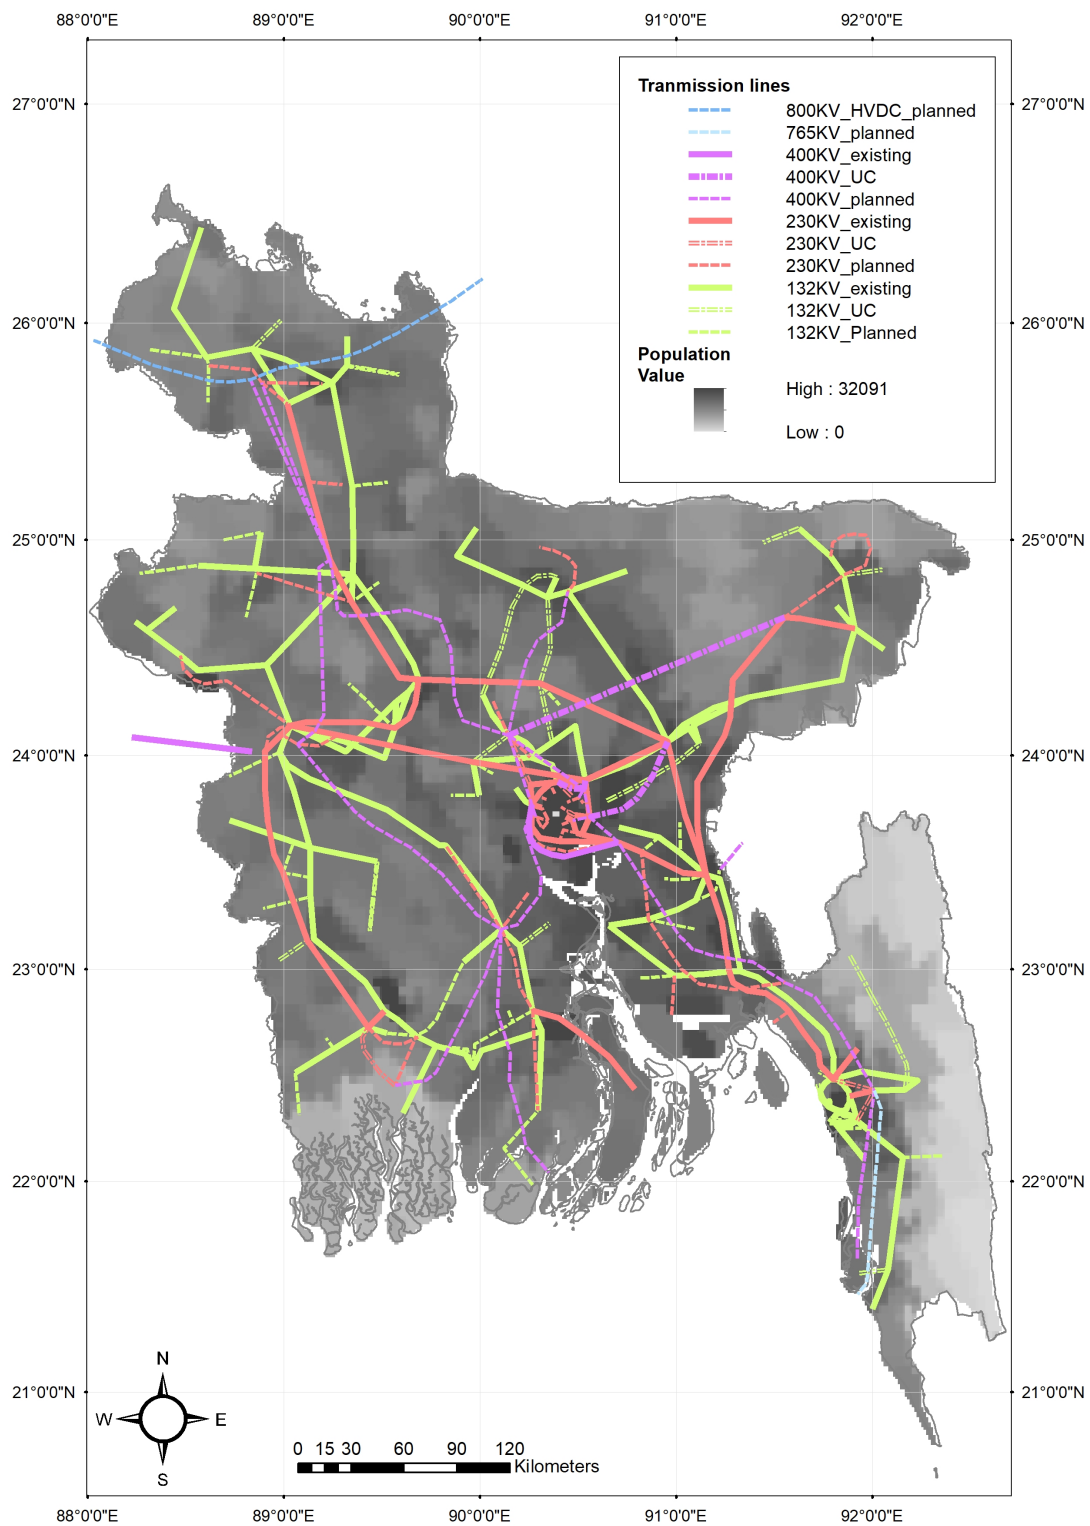 88°0'0"E 89°0'0"E 90°0'0"E 91°0'0"E 92°0'0"E
27°0'0"N 27°0'0"N
Tranmission lines
800KV_HVDC_planned
765KV_planned
400KV_existing
400KV_UC
400KV_planned
230KV_existing
230KV_UC
230KV_planned
132KV_existing
132KV_UC
132KV_Planned
Population
Value
High : 32091
Low : 0
26°0'0"N 26°0'0"N
25°0'0"N 25°0'0"N
24°0'0"N 24°0'0"N
23°0'0"N 23°0'0"N
22°0'0"N 22°0'0"N
21°0'0"N 21°0'0"N
N
W E
S
0 15 30 60 90 120
Kilometers
88°0'0"E 89°0'0"E 90°0'0"E 91°0'0"E 92°0'0"E